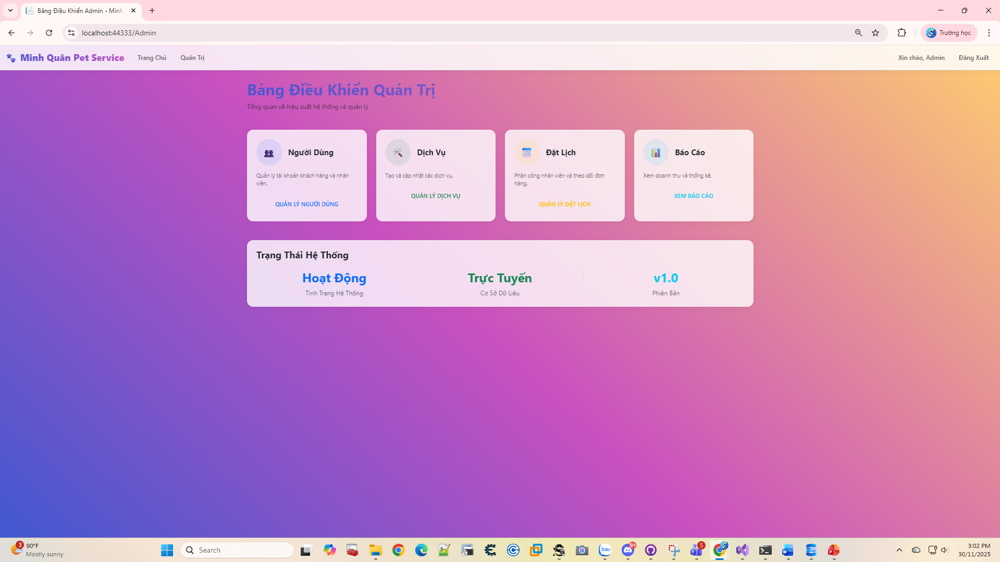 Bảng Điều Khiển Admin - Minh
localhost:44333/Admin
Trường học
Minh Quân Pet Service
Trang Chủ
Quản Trị
Xin chào, Admin
Đăng Xuất
Bảng Điều Khiển Quản Trị
Tổng quan về hiệu suất hệ thống và quản lý
Người Dùng
Quản lý tài khoản khách hàng và nhân
viên.
QUẢN LÝ NGƯỜI DÙNG
Dịch Vụ
Tạo và cập nhật các dịch vụ.
QUẢN LÝ DỊCH VỤ
Đặt Lịch
Phân công nhân viên và theo dõi đơn
hàng.
QUẢN LÝ ĐẶT LỊCH
Báo Cáo
Xem doanh thu và thống kê.
XEM BÁO CÁO
Trạng Thái Hệ Thống
Hoạt Động
Tình Trạng Hệ Thống
Trực Tuyến
Cơ Sở Dữ Liệu
v1.0
Phiên Bản
3
90°F
Mostly sunny
Search
Zalo
9+
5
3:02 PM
30/11/2025